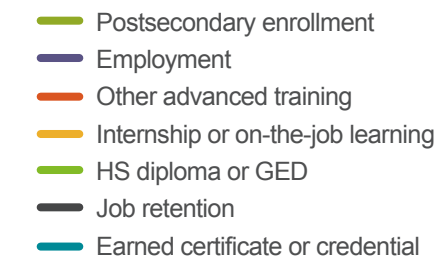 Postsecondary enrollment
Employment
Other advanced training
Internship or on-the-job learning
HS diploma or GED
Job retention
Earned certificate or credential